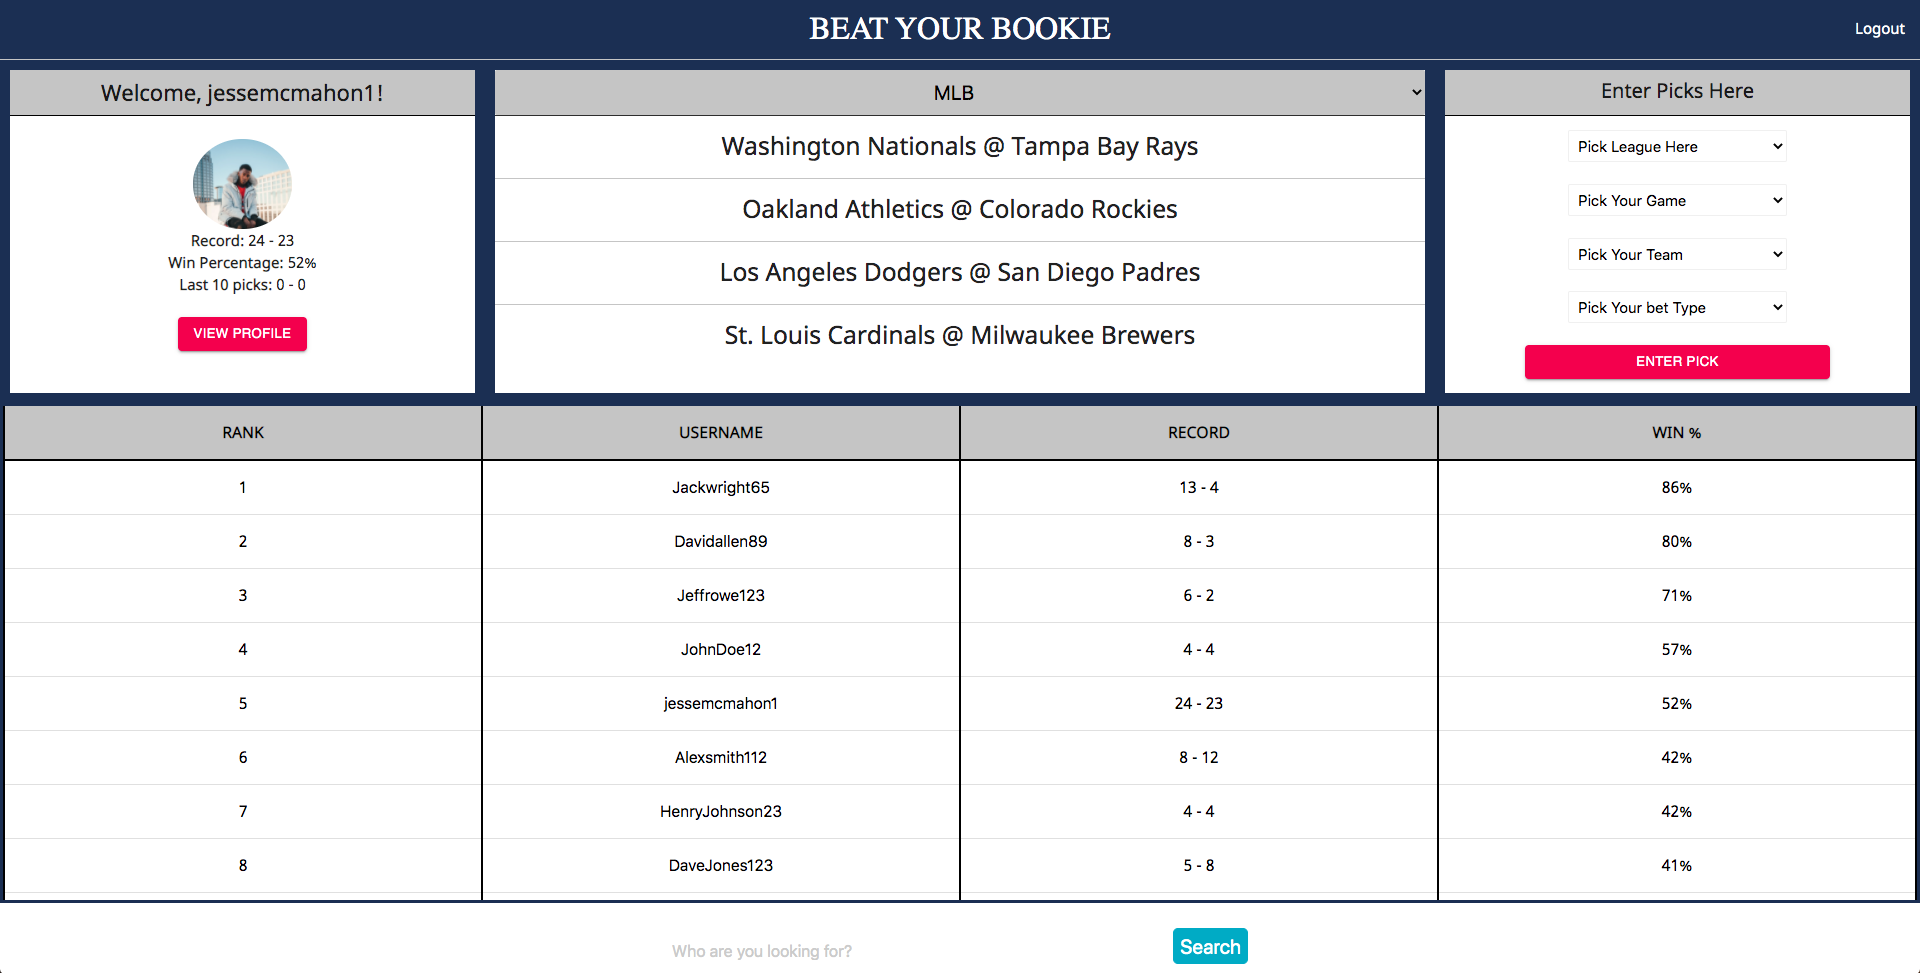 BEAT YOUR BOOKIE
Logout
Welcome, jessemcmahon1!
Record: 24 - 23
Win Percentage: 52%
Last 10 picks: 0 - 0
VIEW PROFILE
MLB
Washington Nationals @ Tampa Bay Rays
Oakland Athletics @ Colorado Rockies
Los Angeles Dodgers @ San Diego Padres
St. Louis Cardinals @ Milwaukee Brewers
Enter Picks Here
Pick League Here
Pick Your Game
Pick Your Team
Pick Your bet Type
ENTER PICK
RANK USERNAME RECORD WIN %
1 Jackwright65 13 - 4 86%
2 Davidallen89 8 - 3 80%
3 Jeffrowe123 6 - 2 71%
4 JohnDoe12 4 - 4 57%
5 jessemcmahon1 24 - 23 52%
6 Alexsmith112 8 - 12 42%
7 HenryJohnson23 4 - 4 42%
8 DaveJones123 5 - 8 41%
Who are you looking for? Search